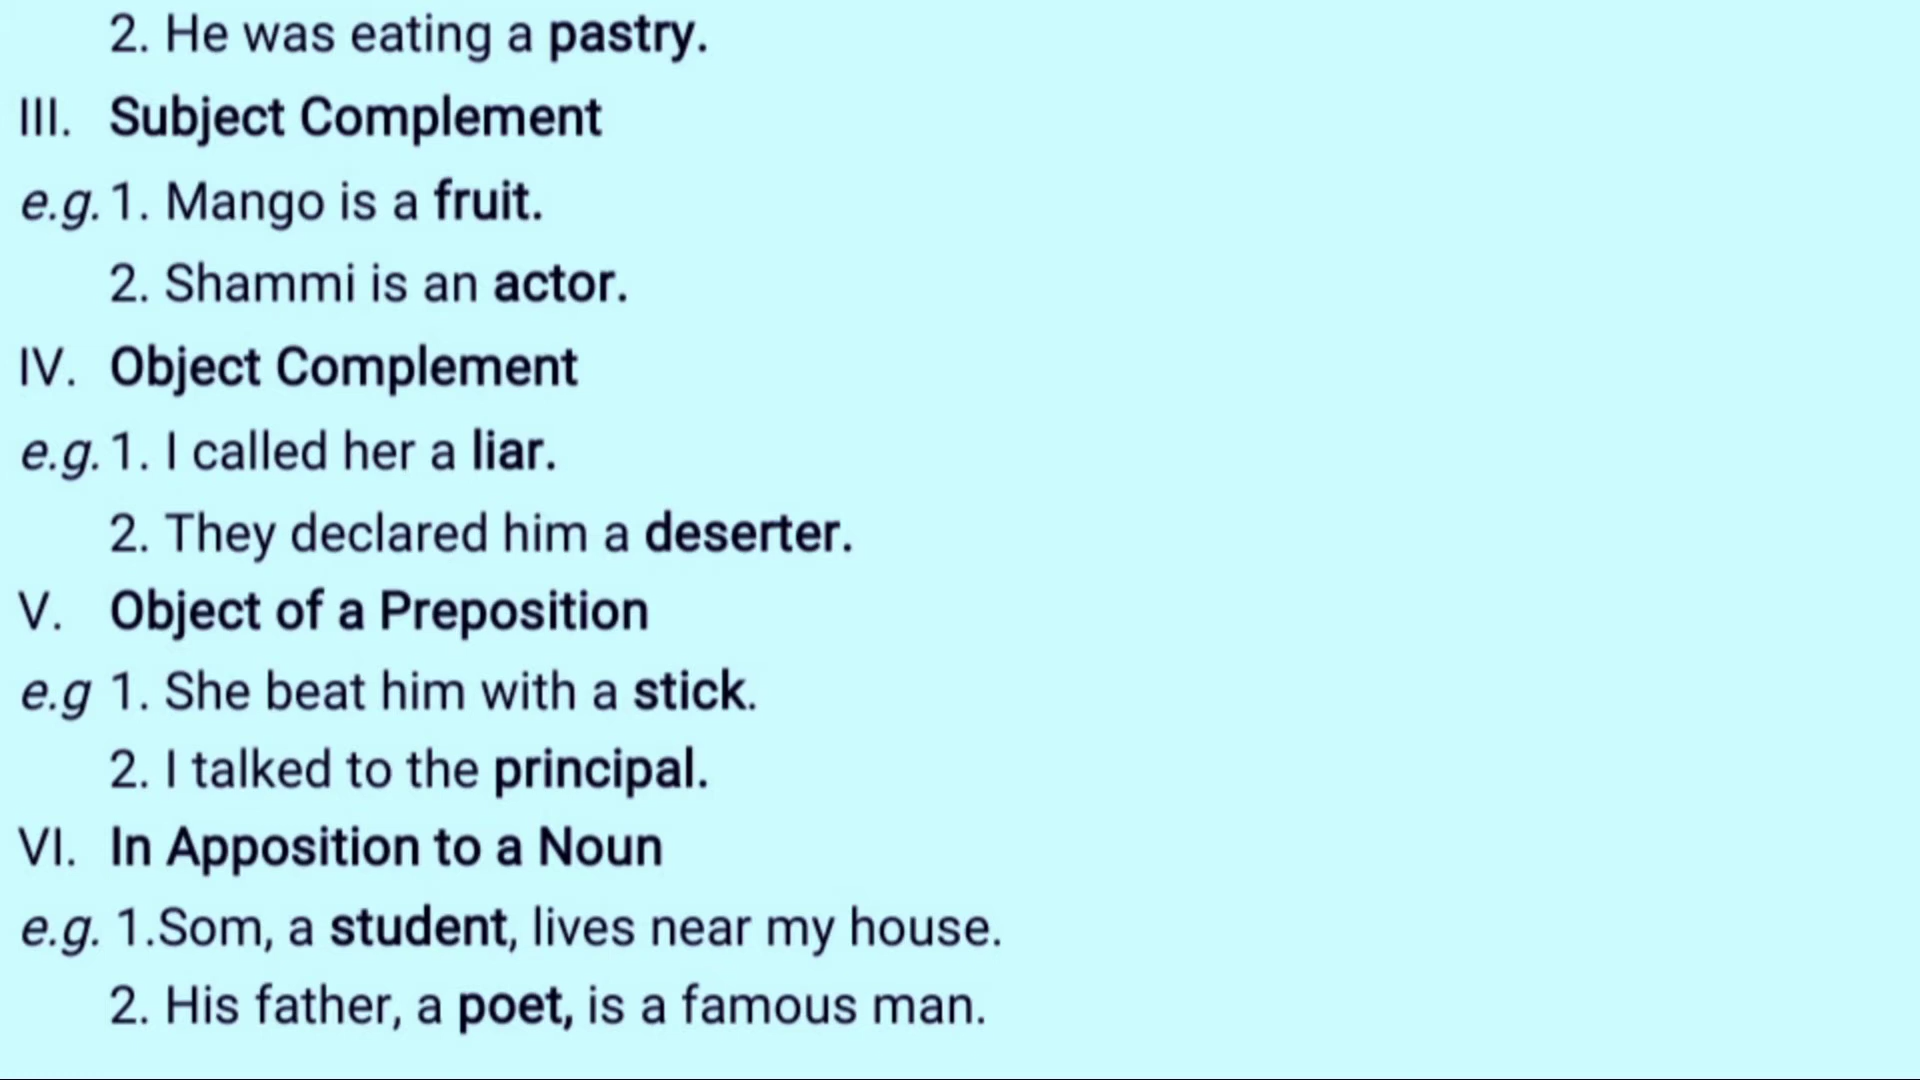 2. He was eating a pastry.
III. Subject Complement
e.g. 1. Mango is a fruit.
2. Shammi is an actor.
IV. Object Complement
e.g. 1. I called her a liar.
2. They declared him a deserter.
V. Object of a Preposition
e.g 1. She beat him with a stick.
2. I talked to the principal.
VI. In Apposition to a Noun
e.g. 1.Som, a student, lives near my house.
2. His father, a poet, is a famous man.